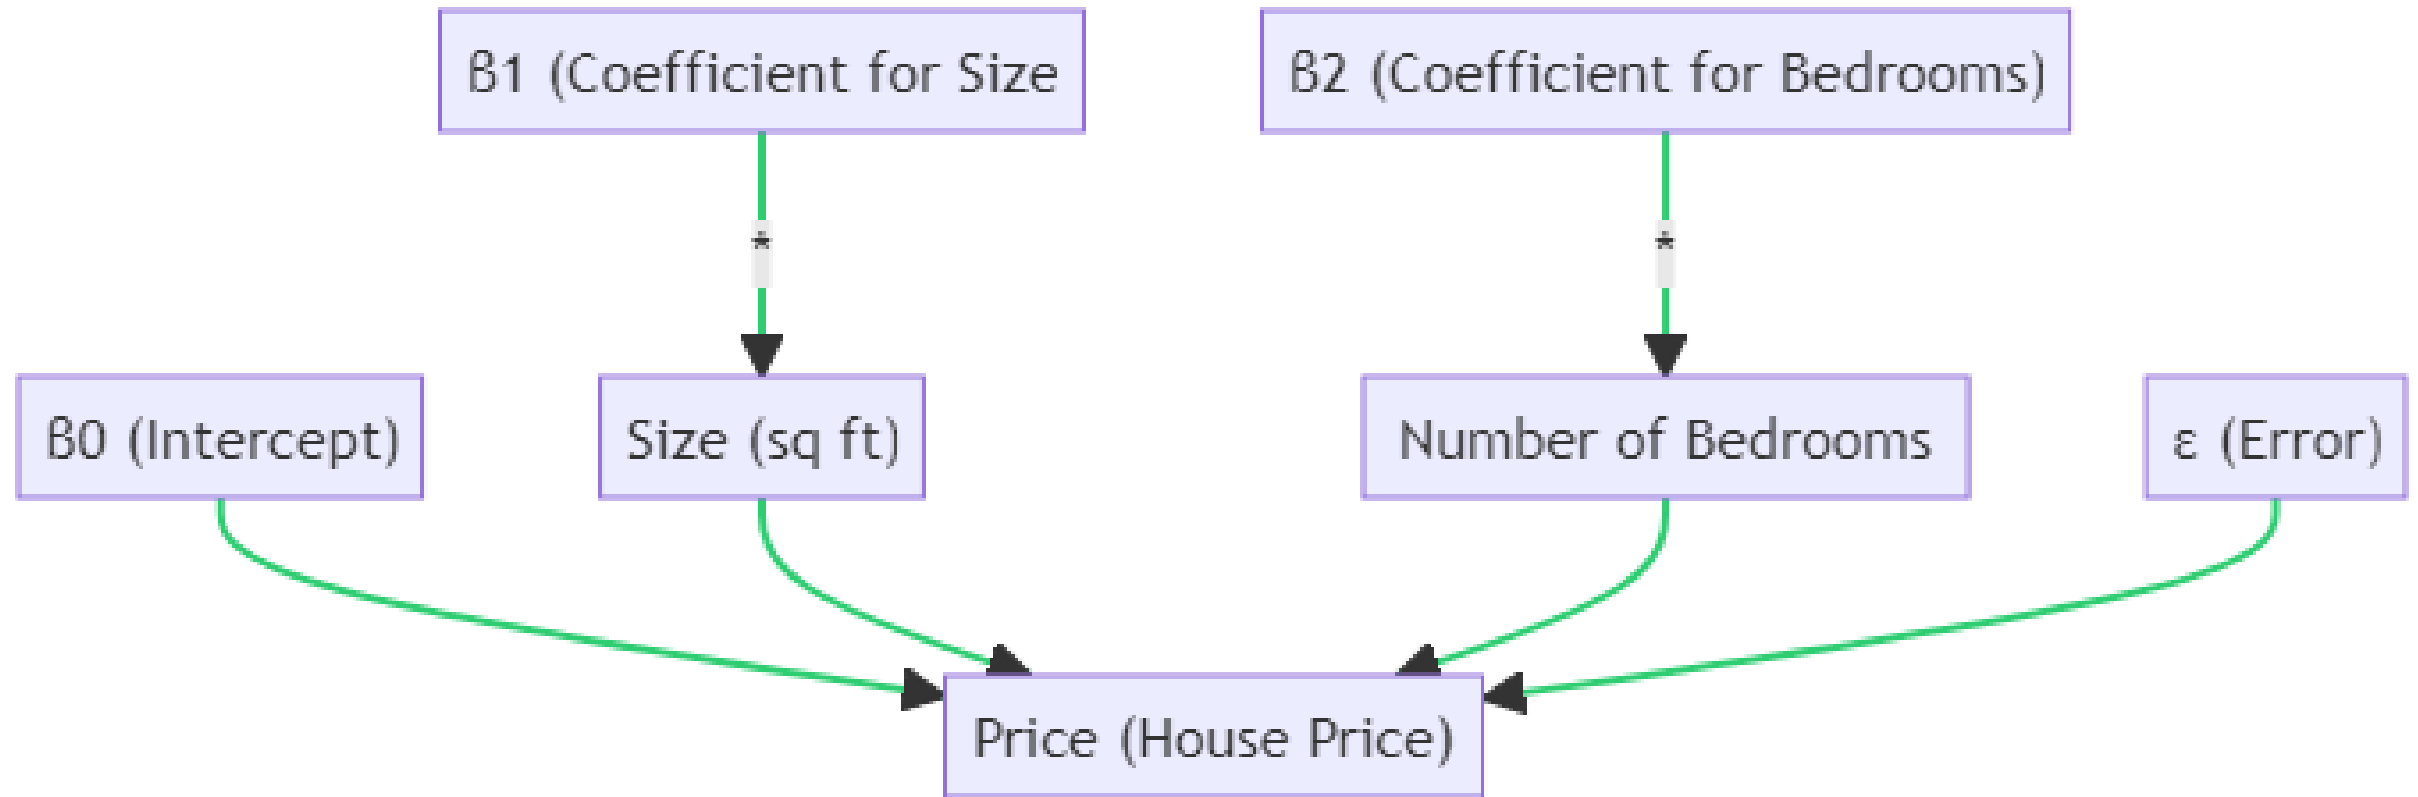 β1 (Coefficient for Size
β2 (Coefficient for Bedrooms)
*
*
β0 (Intercept)
Size (sq ft)
Number of Bedrooms
ε (Error)
Price (House Price)